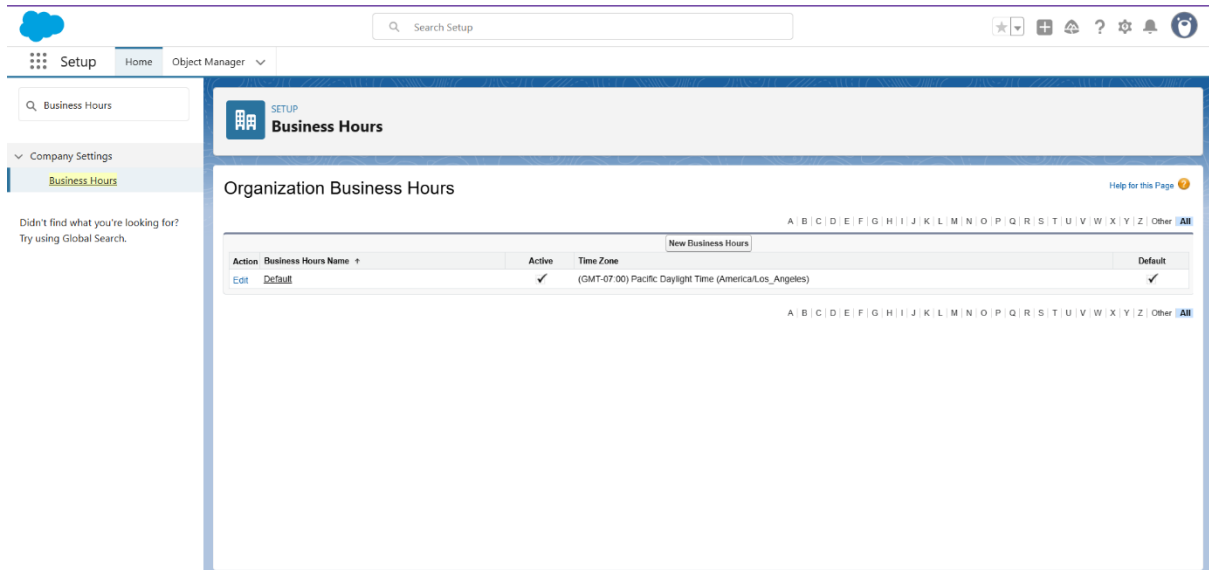 Search Setup
Setup Home Object Manager
Business Hours
Company Settings
Business Hours
Didn't find what you're looking for?
Try using Global Search.
SETUP
Business Hours
Organization Business Hours
Help for this Page ?
A | B | C | D | E | F | G | H | I | J | K | L | M | N | O | P | Q | R | S | T | U | V | W | X | Y | Z | Other All
New Business Hours
Action Business Hours Name ↑ Active Time Zone Default
Edit Default ✓ (GMT-07:00) Pacific Daylight Time (America/Los_Angeles) ✓
A | B | C | D | E | F | G | H | I | J | K | L | M | N | O | P | Q | R | S | T | U | V | W | X | Y | Z | Other All